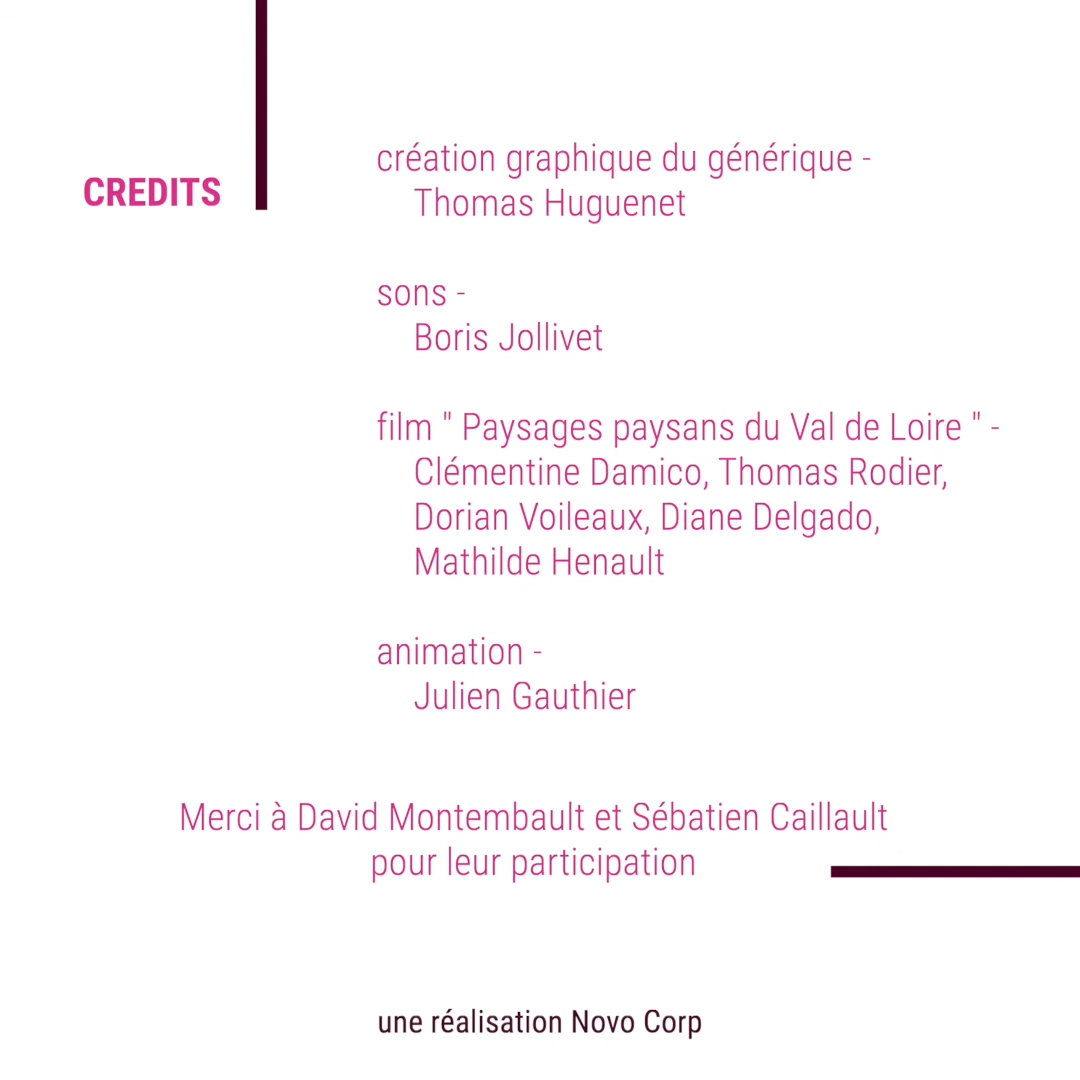 CREDITS
création graphique du générique -
Thomas Huguenet
sons -
Boris Jollivet
film " Paysages paysans du Val de Loire " -
Clémentine Damico, Thomas Rodier,
Dorian Voileaux, Diane Delgado,
Mathilde Henault
animation -
Julien Gauthier
Merci à David Montembault et Sébatien Caillault
pour leur participation
une réalisation Novo Corp